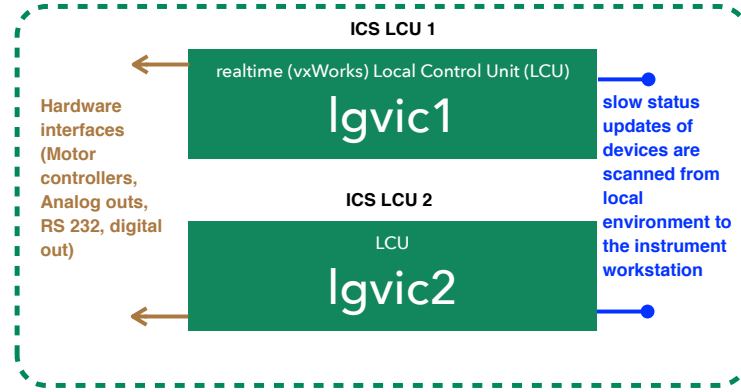 ICS LCU 1
realtime (vxWorks) Local Control Unit (LCU)
lgvic1
Hardware
interfaces
(Motor
controllers,
Analog outs,
RS 232, digital
out)
slow status
updates of
devices are
scanned from
local
environment to
the instrument
workstation
ICS LCU 2
LCU
lgvic2